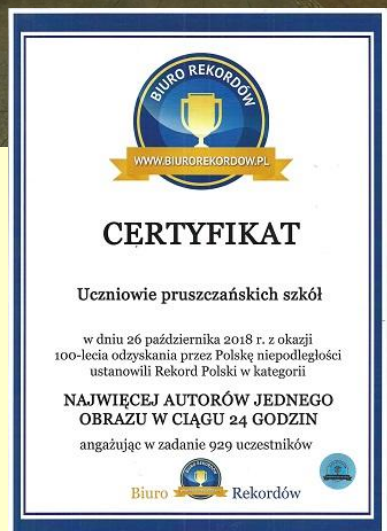 BIURO REKORDÓW
WWW.BIUROREKORDOW.PL
CERTYFIKAT
Uczniowie pruszczańskich szkół
w dniu 26 października 2018 r. z okazji
100-lecia odzyskania przez Polskę niepodległości
ustanowili Rekord Polski w kategorii
NAJWIĘCEJ AUTORÓW JEDNEGO
OBRAZU W CIĄGU 24 GODZIN
angażując w zadanie 929 uczestników
Biuro Rekordów